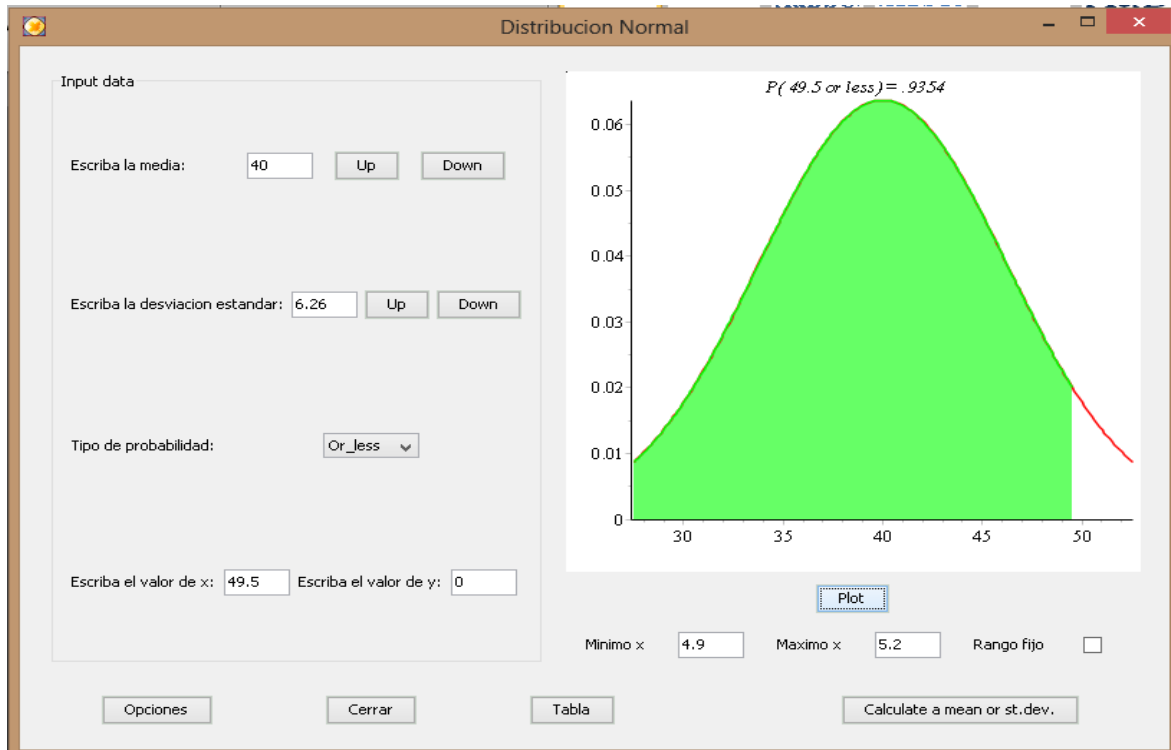 Distribucion Normal
Input data
Escriba la media: 40 Up Down
Escriba la desviacion estandar: 6.26 Up Down
Tipo de probabilidad: Or_less
Escriba el valor de x: 49.5 Escriba el valor de y: 0
P( 49.5 or less ) = .9354
0.06
0.05
0.04
0.03
0.02
0.01
0
30 35 40 45 50
Plot
Minimo x 4.9 Maximo x 5.2 Rango fijo
Opciones Cerrar Tabla Calculate a mean or st.dev.